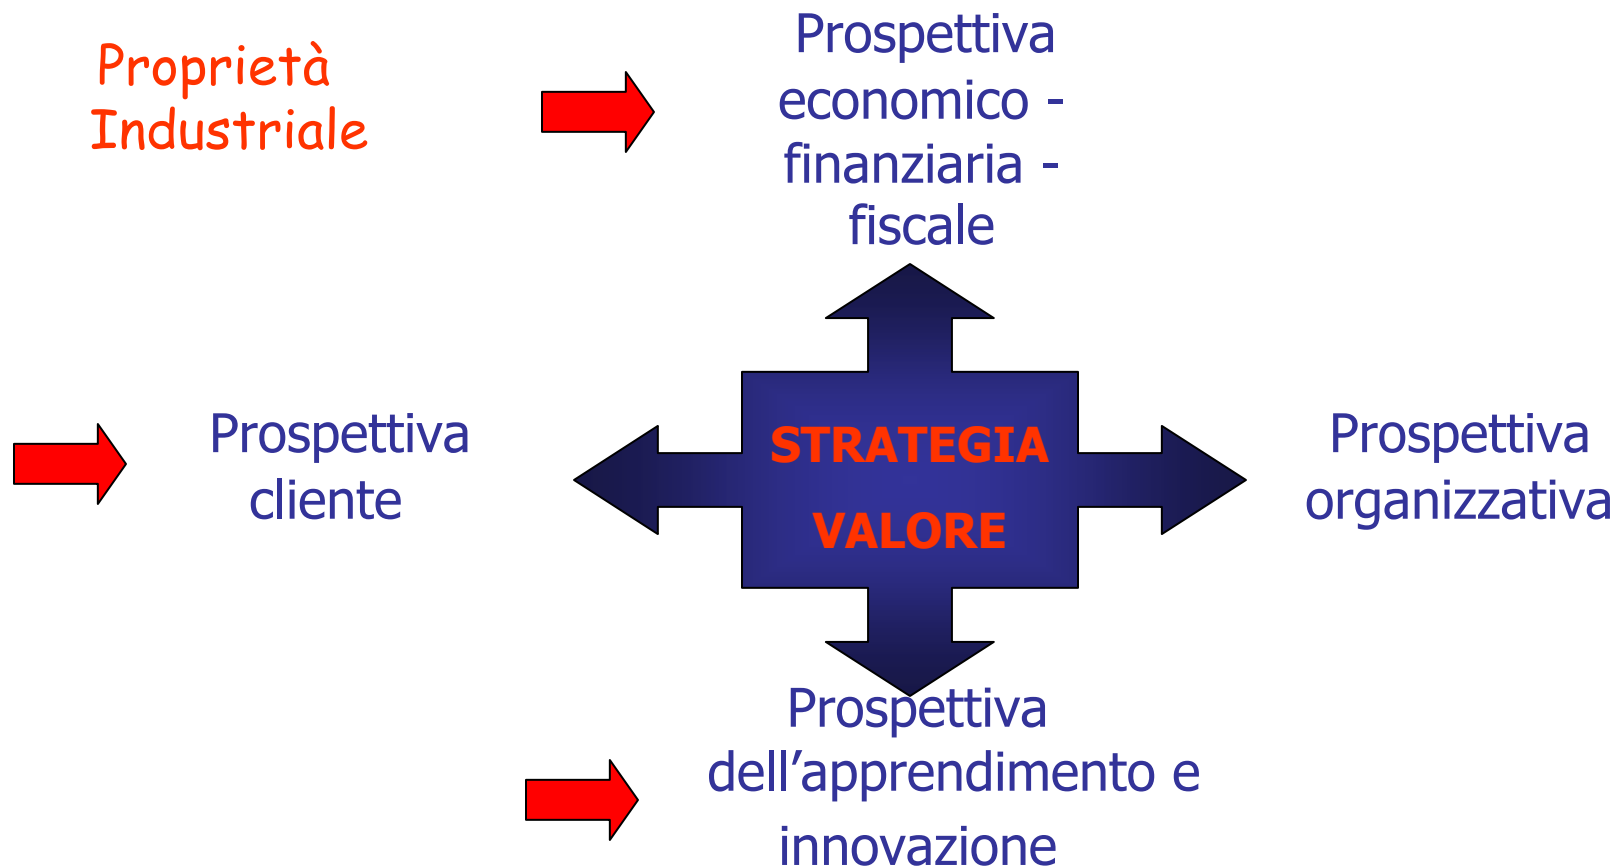 Proprietà
Industriale
Prospettiva
economico -
finanziaria -
fiscale
Prospettiva
cliente
STRATEGIA
VALORE
Prospettiva
organizzativa
Prospettiva
dell’apprendimento e
innovazione